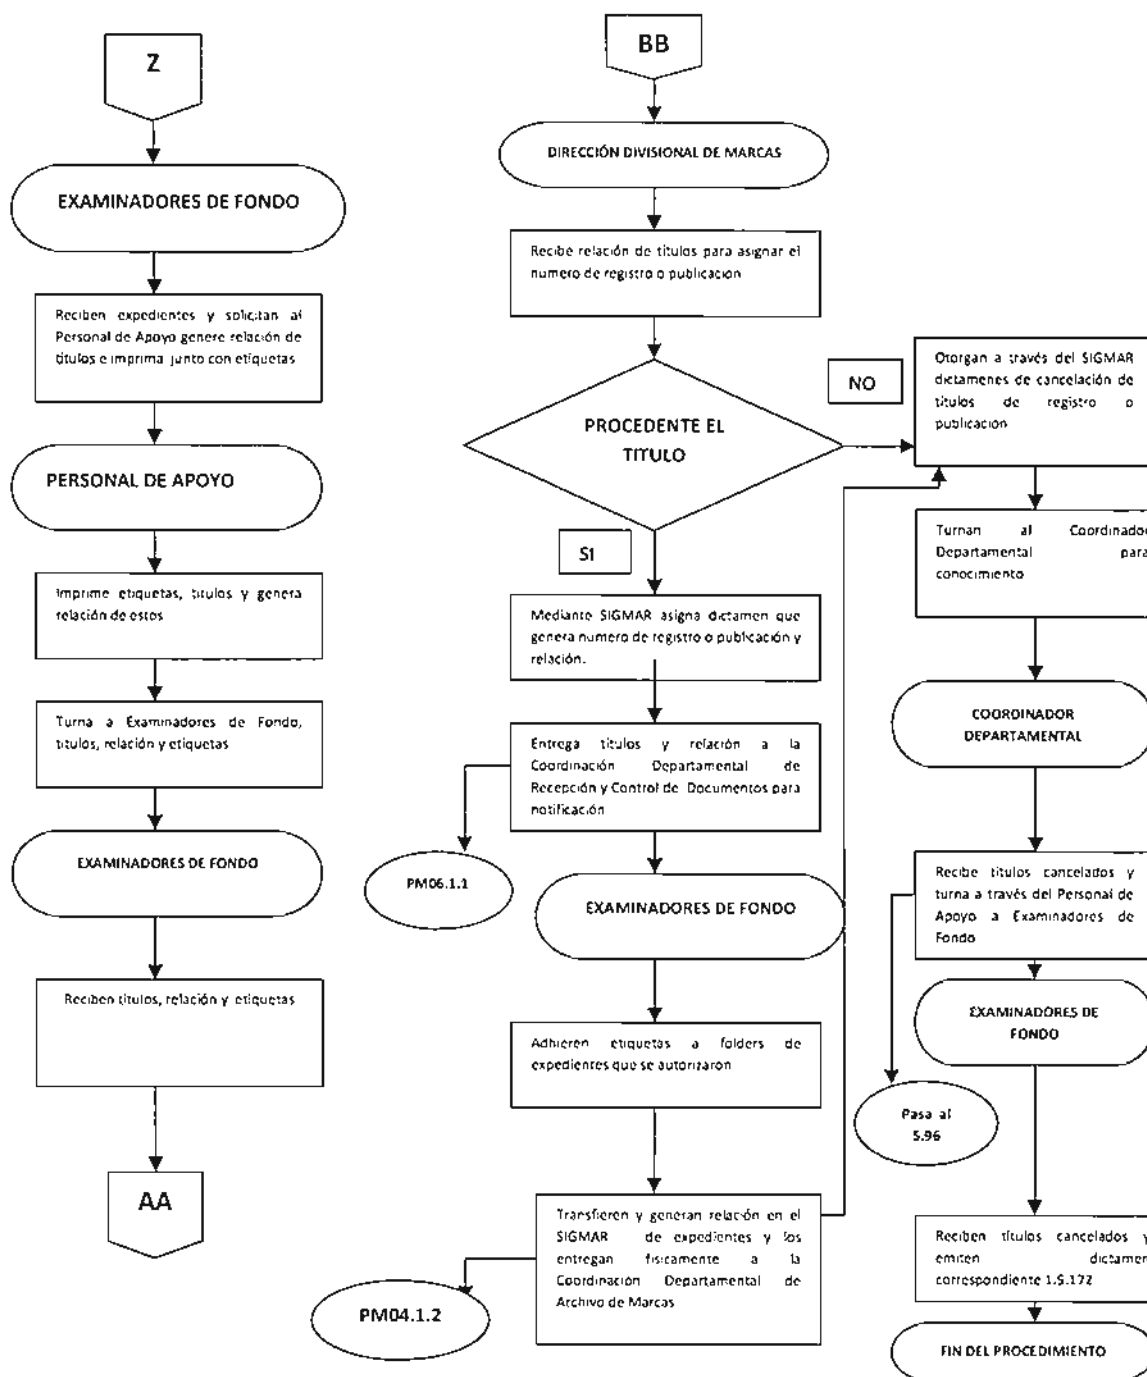 Z
EXAMINADORES DE FONDO
Reciben expedientes y solicitan al
Personal de Apoyo genere relación de
títulos e imprima junto con etiquetas
PERSONAL DE APOYO
Imprime etiquetas, titulos y genera
relación de estos
Turna a Examinadores de Fondo,
titulos, relación y etiquetas
EXAMINADORES DE FONDO
Reciben titulos, relación y etiquetas
AA
BB
DIRECCIÓN DIVISIONAL DE MARCAS
Recibe relación de títulos para asignar el
numero de registro o publicacion
PROCEDENTE EL
TITULO
NO
SI
Mediante SIGMAR asigna dictamen que
genera numero de registro o publicación y
relación.
Entrega titulos y relación a la
Coordinación Departamental de
Recepción y Control de Documentos para
notificación
PM06.1.1
EXAMINADORES DE FONDO
Adhieren etiquetas a folders de
expedientes que se autorizaron
Transfieren y generan relación en el
SIGMAR de expedientes y los
entregan fisicamente a la
Coordinación Departamental de
Archivo de Marcas
PM04.1.2
Otorgan a través del SIGMAR
dictamenes de cancelación de
títulos de registro o
publicación
Turnan al Coordinador
Departamental para
conocimiento
COORDINADOR
DEPARTAMENTAL
Recibe titulos cancelados y
turna a través del Personal de
Apoyo a Examinadores de
Fondo
EXAMINADORES DE
FONDO
Pasa al
5.96
Reciben titulos cancelados y
emiten dictamen
correspondiente 1.5.172
FIN DEL PROCEDIMIENTO